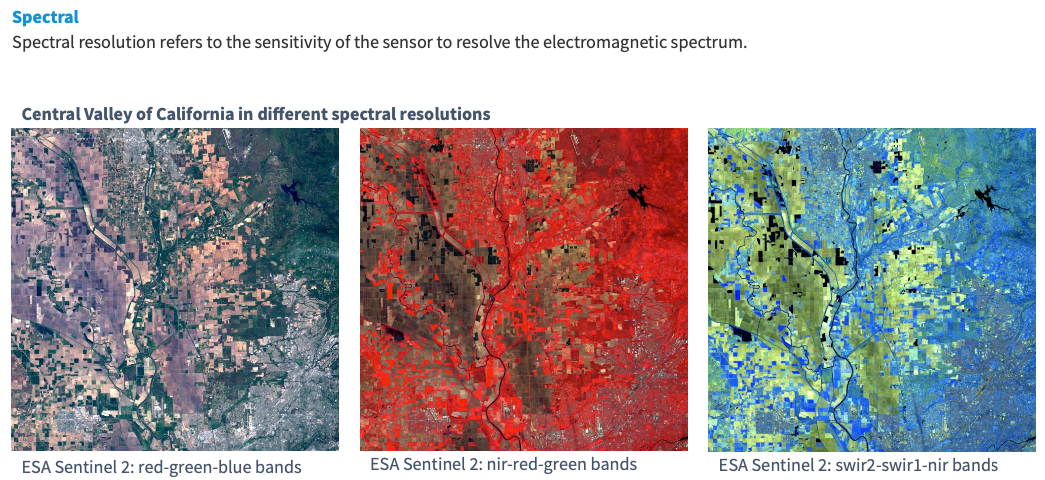 Spectral
Spectral resolution refers to the sensitivity of the sensor to resolve the electromagnetic spectrum.
Central Valley of California in different spectral resolutions
ESA Sentinel 2: red-green-blue bands
ESA Sentinel 2: nir-red-green bands
ESA Sentinel 2: swir2-swir1-nir bands